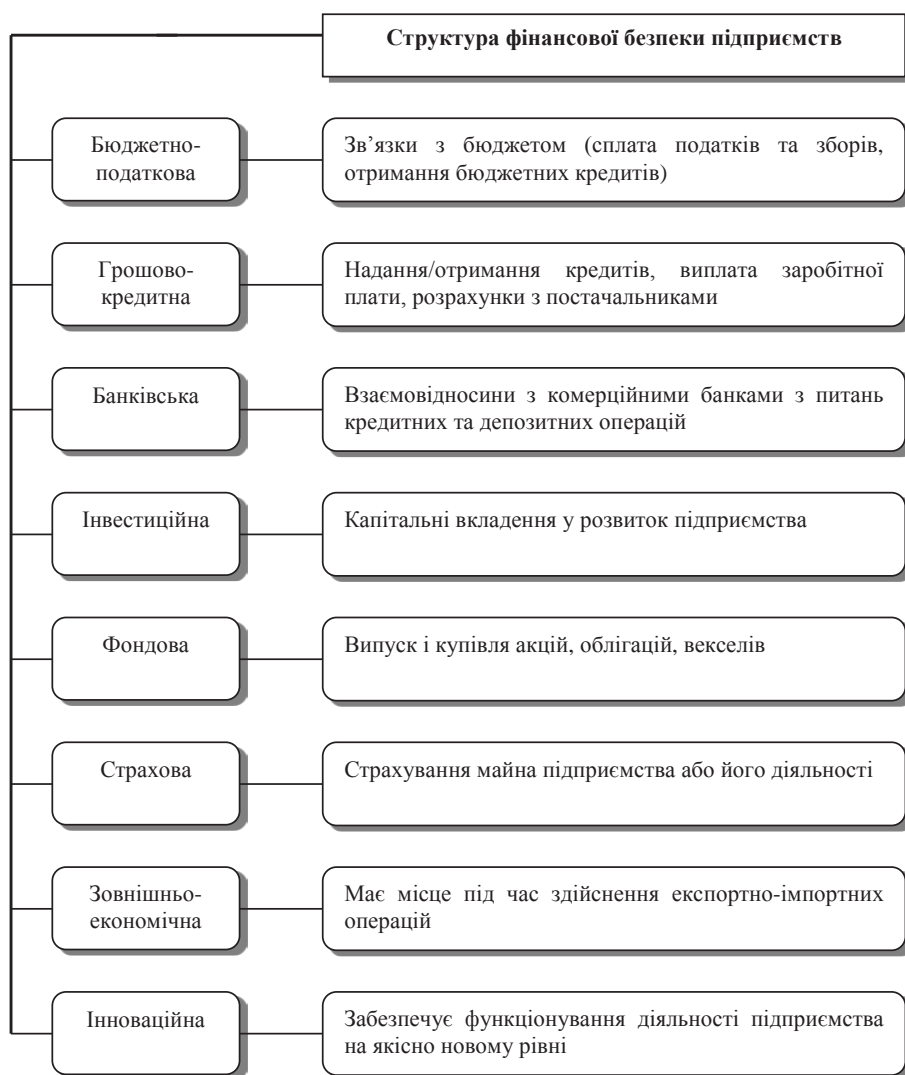 Структура фінансової безпеки підприємств
Бюджетно-
податкова
Зв’язки з бюджетом (сплата податків та зборів,
отримання бюджетних кредитів)
Грошово-
кредитна
Надання/отримання кредитів, виплата заробітної
плати, розрахунки з постачальниками
Банківська
Взаємовідносини з комерційними банками з питань
кредитних та депозитних операцій
Інвестиційна
Капітальні вкладення у розвиток підприємства
Фондова
Випуск і купівля акцій, облігацій, векселів
Страхова
Страхування майна підприємства або його діяльності
Зовнішньо-
економічна
Має місце під час здійснення експортно-імпортних
операцій
Інноваційна
Забезпечує функціонування діяльності підприємства
на якісно новому рівні